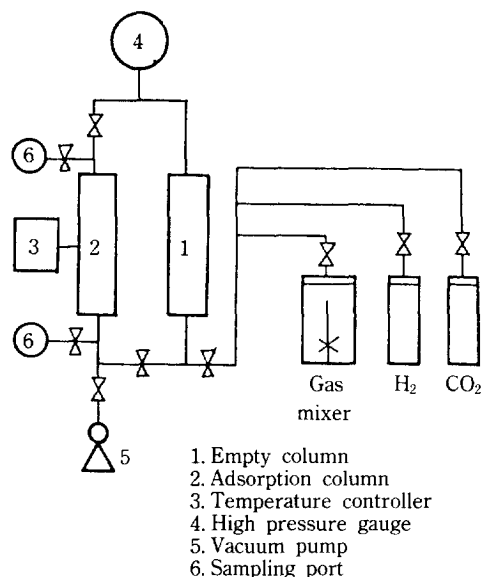 4
6
3
2
1
6
5
Gas
mixer
H₂
CO₂
1. Empty column
2. Adsorption column
3. Temperature controller
4. High pressure gauge
5. Vacuum pump
6. Sampling port